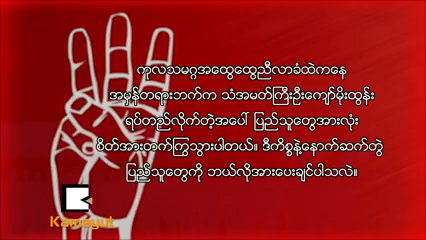 ကုလသမဂ္ဂအထွေထွေညီလာခံထဲကနေ
အမှန်တရားဘက်က သံအမတ်ကြီးဦးကျော်မိုးထွန်း
ရပ်တည်လိုက်တဲ့အပေါ် ပြည်သူတွေအားလုံး
စိတ်အားတက်ကြွသွားပါတယ်။ ဒီကိစ္စနဲ့နောက်ဆက်တွဲ
ပြည်သူတွေကို ဘယ်လိုအားပေးချင်ပါသလဲ။
Kamayut